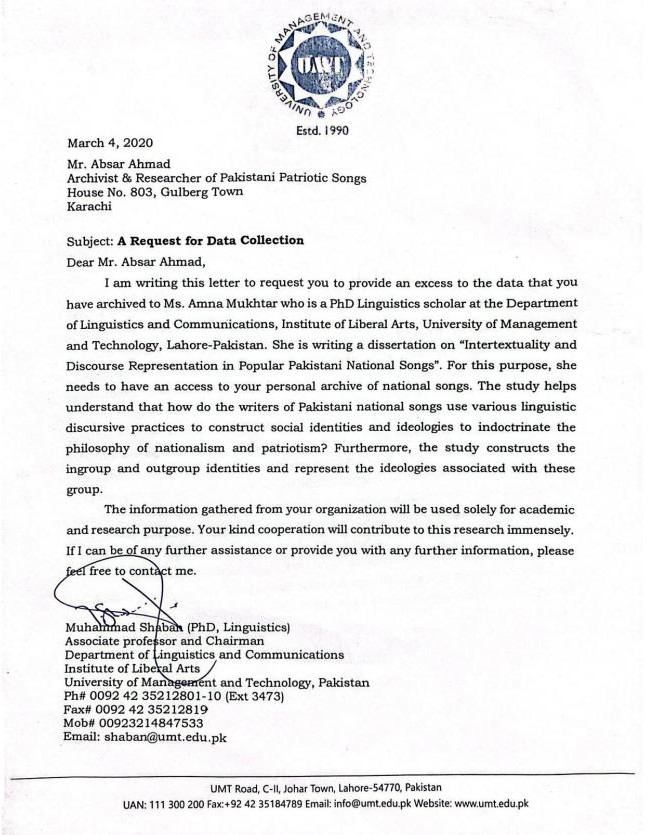 UNIVERSITY OF MANAGEMENT AND TECHNOLOGY
UMT
Estd. 1990
March 4, 2020
Mr. Absar Ahmad
Archivist & Researcher of Pakistani Patriotic Songs
House No. 803, Gulberg Town
Karachi
Subject: A Request for Data Collection
Dear Mr. Absar Ahmad,
I am writing this letter to request you to provide an excess to the data that you
have archived to Ms. Amna Mukhtar who is a PhD Linguistics scholar at the Department
of Linguistics and Communications, Institute of Liberal Arts, University of Management
and Technology, Lahore-Pakistan. She is writing a dissertation on “Intertextuality and
Discourse Representation in Popular Pakistani National Songs”. For this purpose, she
needs to have an access to your personal archive of national songs. The study helps
understand that how do the writers of Pakistani national songs use various linguistic
discursive practices to construct social identities and ideologies to indoctrinate the
philosophy of nationalism and patriotism? Furthermore, the study constructs the
ingroup and outgroup identities and represent the ideologies associated with these
group.
The information gathered from your organization will be used solely for academic
and research purpose. Your kind cooperation will contribute to this research immensely.
If I can be of any further assistance or provide you with any further information, please
feel free to contact me.
Muhammad Shaban (PhD, Linguistics)
Associate professor and Chairman
Department of Linguistics and Communications
Institute of Liberal Arts
University of Management and Technology, Pakistan
Ph# 0092 42 35212801-10 (Ext 3473)
Fax# 0092 42 35212819
Mob# 00923214847533
Email: shaban@umt.edu.pk
UMT Road, C-II, Johar Town, Lahore-54770, Pakistan
UAN: 111 300 200 Fax:+92 42 35184789 Email: info@umt.edu.pk Website: www.umt.edu.pk